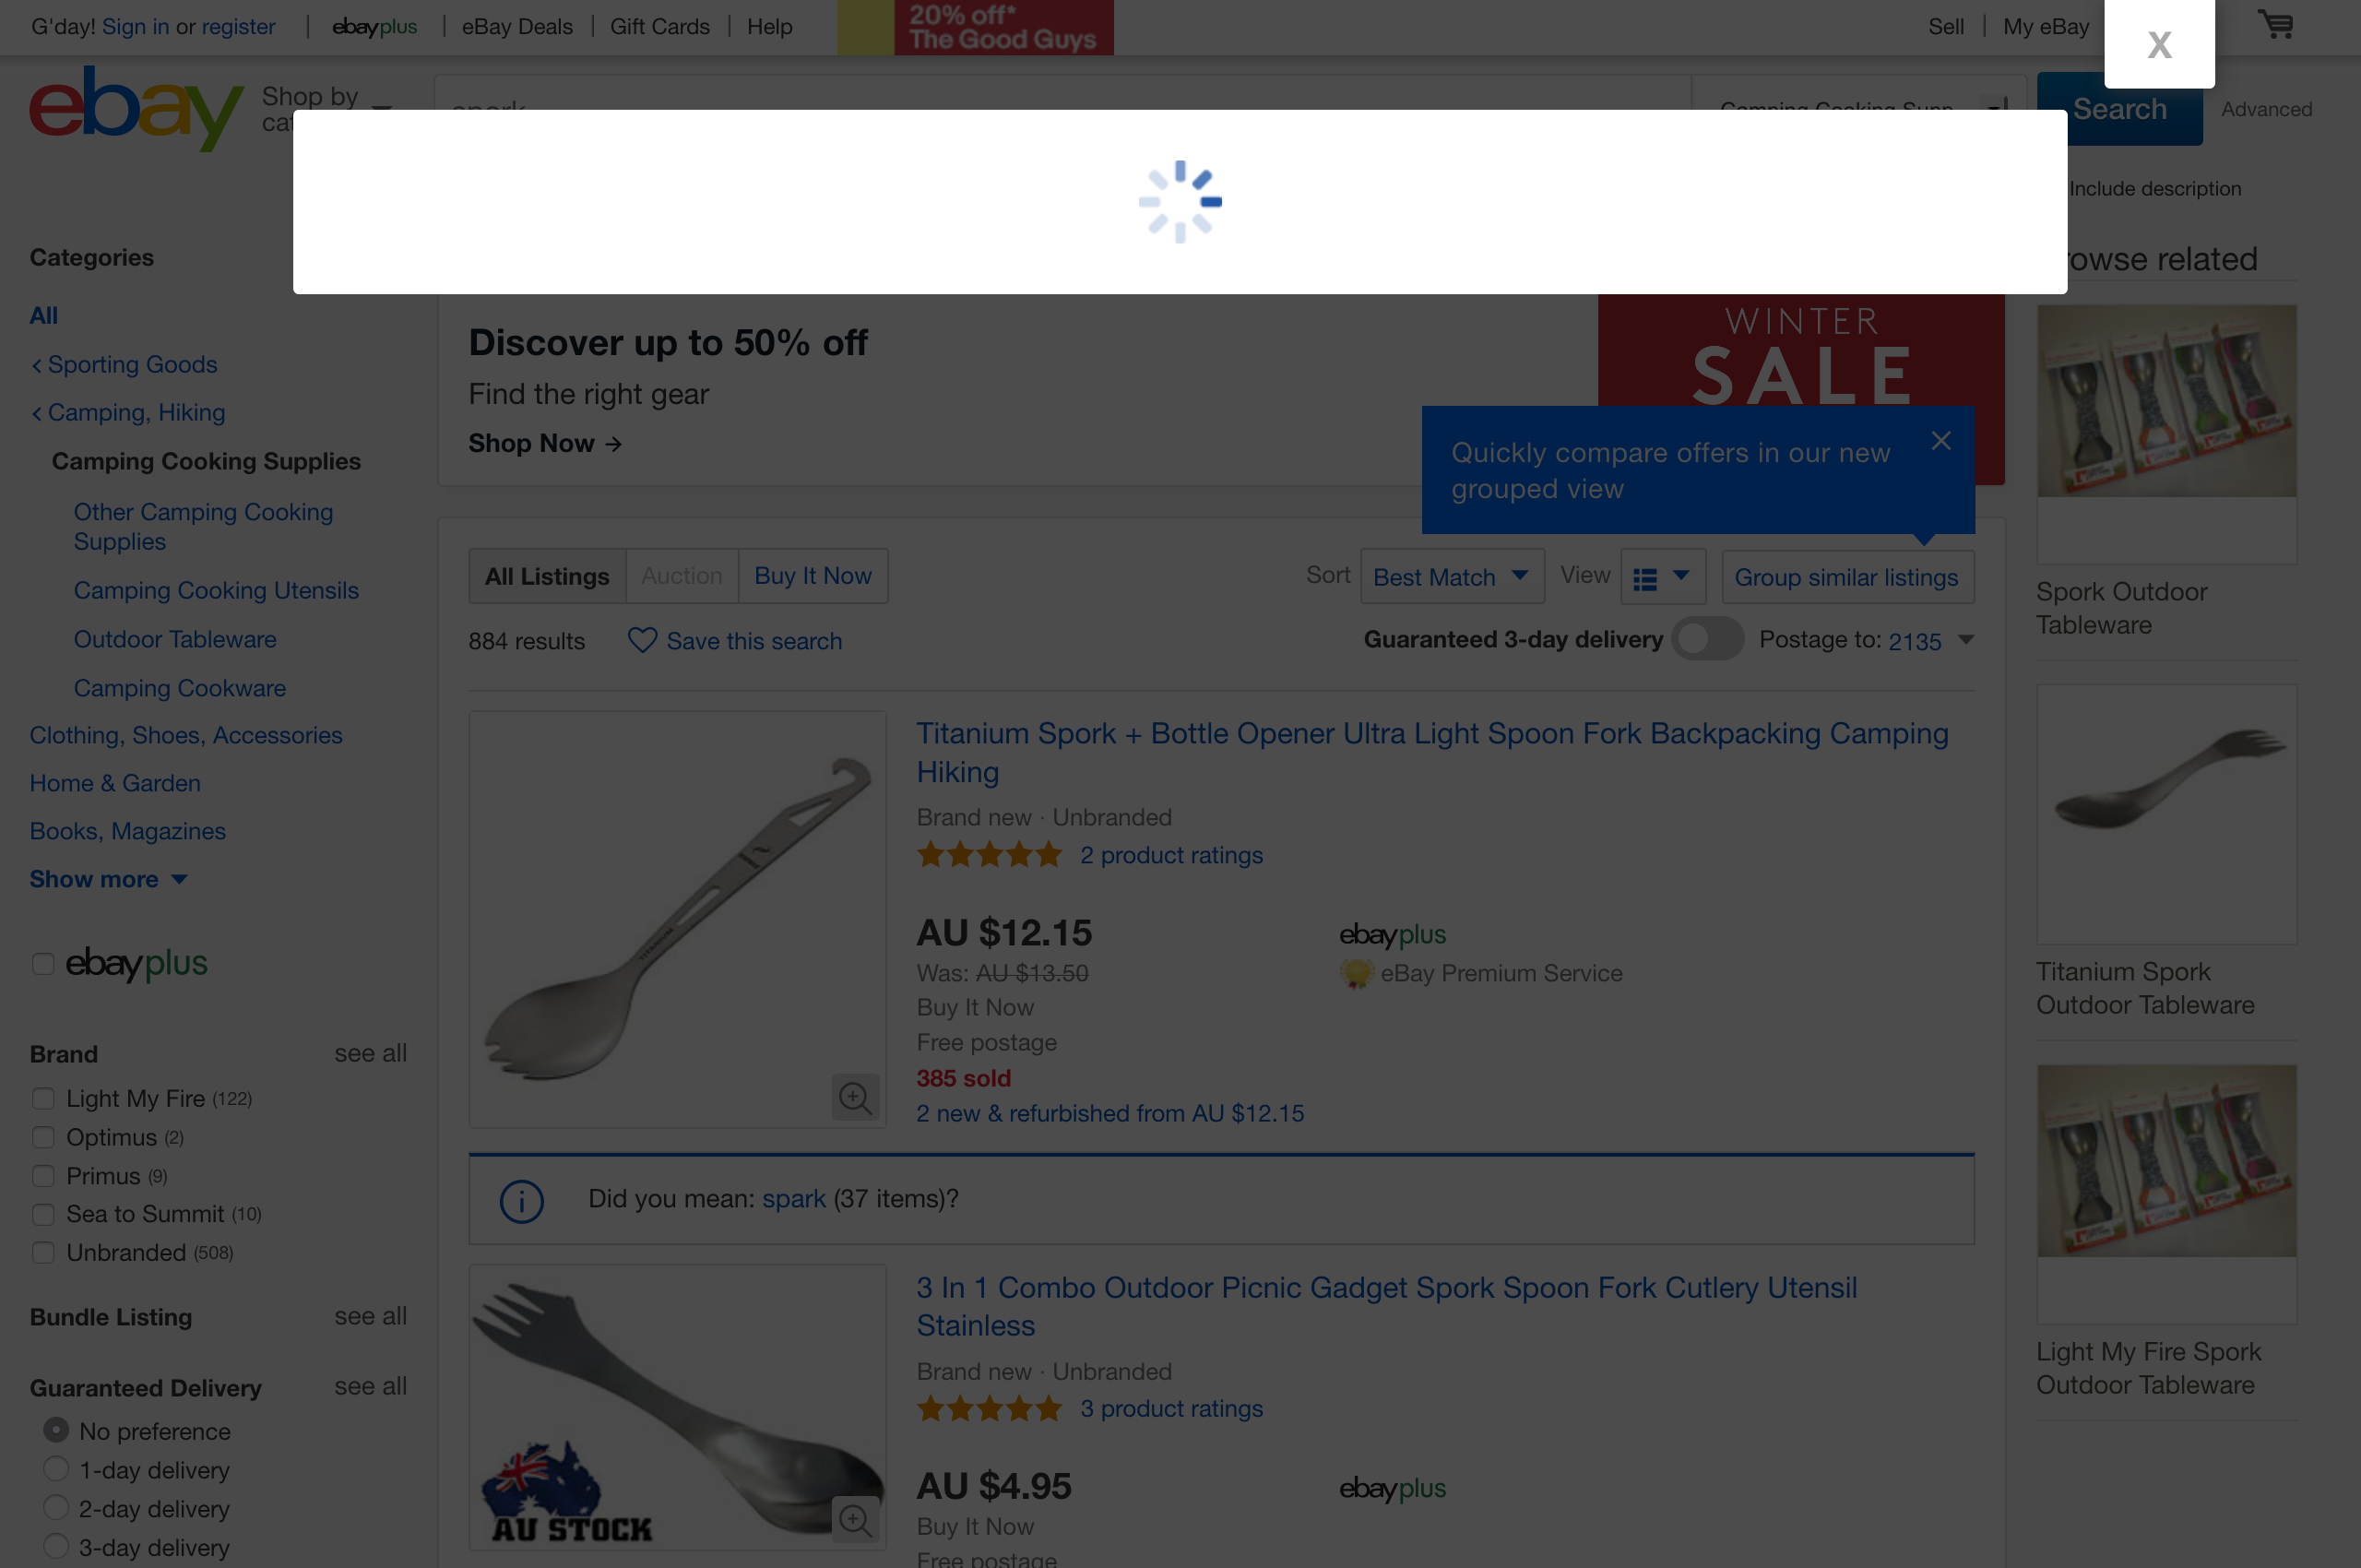 G'day! Sign in or register
ebayplus
eBay Deals
Gift Cards
Help
20% off*
The Good Guys
Sell
My eBay
X
ebay
Shop by
spork
Search
Advanced
Include description
Categories
All
< Sporting Goods
< Camping, Hiking
Camping Cooking Supplies
Other Camping Cooking
Supplies
Camping Cooking Utensils
Outdoor Tableware
Camping Cookware
Clothing, Shoes, Accessories
Home & Garden
Books, Magazines
Show more
ebayplus
Brand
see all
Light My Fire (122)
Optimus (2)
Primus (9)
Sea to Summit (10)
Unbranded (508)
Bundle Listing
see all
Guaranteed Delivery
see all
No preference
1-day delivery
2-day delivery
3-day delivery
Discover up to 50% off
Find the right gear
Shop Now →
WINTER
SALE
Quickly compare offers in our new
grouped view
All Listings
Auction
Buy It Now
Sort
Best Match
View
Group similar listings
884 results
Save this search
Guaranteed 3-day delivery
Postage to: 2135
Titanium Spork + Bottle Opener Ultra Light Spoon Fork Backpacking Camping
Hiking
Brand new · Unbranded
2 product ratings
AU $12.15
Was: AU $13.50
Buy It Now
Free postage
385 sold
2 new & refurbished from AU $12.15
ebayplus
eBay Premium Service
Did you mean: spark (37 items)?
3 In 1 Combo Outdoor Picnic Gadget Spork Spoon Fork Cutlery Utensil
Stainless
Brand new · Unbranded
3 product ratings
AU $4.95
Buy It Now
Free postage
ebayplus
AU STOCK
owse related
Spork Outdoor
Tableware
Titanium Spork
Outdoor Tableware
Light My Fire Spork
Outdoor Tableware